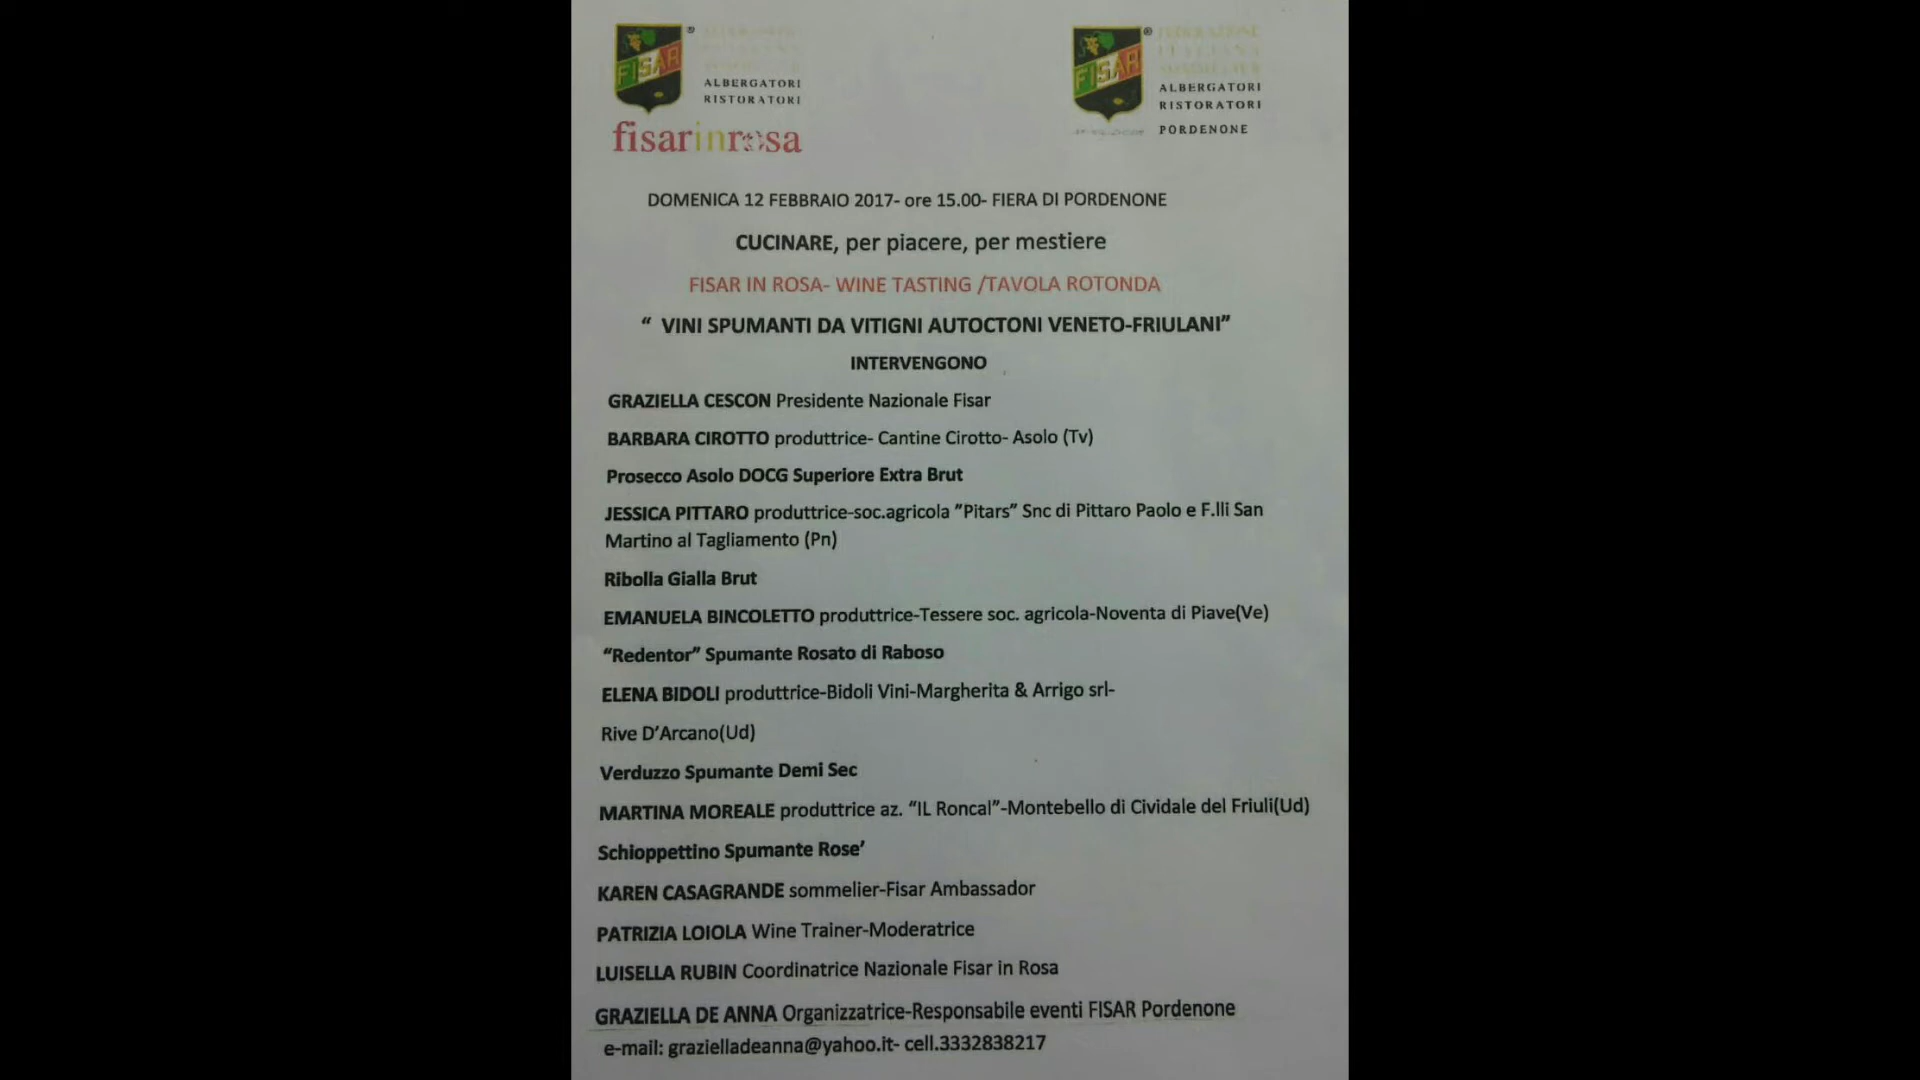 FISAR ®
ALBERGATORI
RISTORATORI
fisarinrosa
FISAR ®
FEDERAZIONE
ITALIANA
SOMMELIER
ALBERGATORI
RISTORATORI
PORDENONE
DOMENICA 12 FEBBRAIO 2017- ore 15.00- FIERA DI PORDENONE
CUCINARE, per piacere, per mestiere
FISAR IN ROSA- WINE TASTING /TAVOLA ROTONDA
“ VINI SPUMANTI DA VITIGNI AUTOCTONI VENETO-FRIULANI”
INTERVENGONO
GRAZIELLA CESCON Presidente Nazionale Fisar
BARBARA CIROTTO produttrice- Cantine Cirotto- Asolo (Tv)
Prosecco Asolo DOCG Superiore Extra Brut
JESSICA PITTARO produttrice-soc.agricola ”Pitars” Snc di Pittaro Paolo e F.lli San
Martino al Tagliamento (Pn)
Ribolla Gialla Brut
EMANUELA BINCOLETTO produttrice-Tessere soc. agricola-Noventa di Piave(Ve)
“Redentor” Spumante Rosato di Raboso
ELENA BIDOLI produttrice-Bidoli Vini-Margherita & Arrigo srl-
Rive D’Arcano(Ud)
Verduzzo Spumante Demi Sec
MARTINA MOREALE produttrice az. “IL Roncal”-Montebello di Cividale del Friuli(Ud)
Schioppettino Spumante Rose’
KAREN CASAGRANDE sommelier-Fisar Ambassador
PATRIZIA LOIOLA Wine Trainer-Moderatrice
LUISELLA RUBIN Coordinatrice Nazionale Fisar in Rosa
GRAZIELLA DE ANNA Organizzatrice-Responsabile eventi FISAR Pordenone
e-mail: grazielladeanna@yahoo.it- cell.3332838217